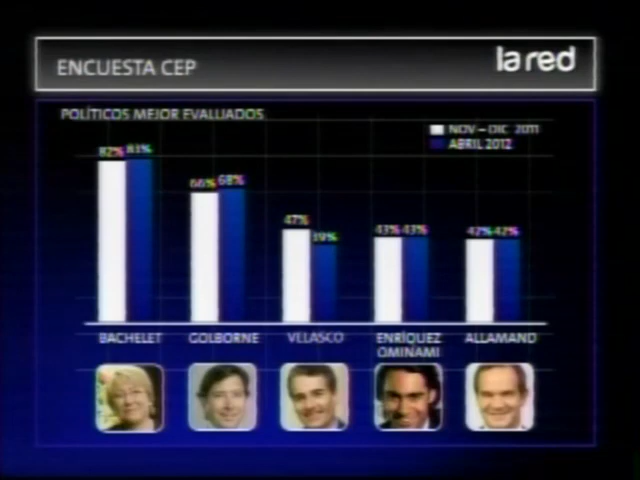 ENCUESTA CEP
la red
POLÍTICOS MEJOR EVALUADOS
NOV – DIC 2011
ABRIL 2012
82% 83%
66% 68%
47%
39%
43% 43%
42% 42%
BACHELET
GOLBORNE
VELASCO
ENRÍQUEZ
OMINAMI
ALLAMAND